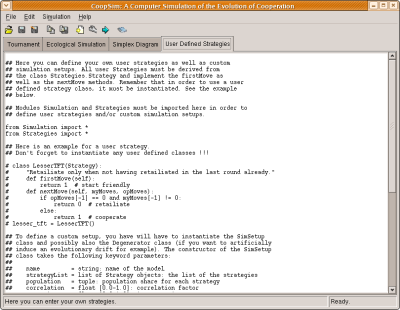 CoopSim: A Computer Simulation of the Evolution of Cooperation
File Edit Simulation Help
Tournament Ecological Simulation Simplex Diagram User Defined Strategies
## Here you can define your own user strategies as well as custom
## simulation setups. All user Strategies must be derived from
## the class Strategies.Strategy and implement the firstMove as
## well as the nextMove methods. Remember that in order to use a
## defined strategy class, it must be instantiated. See the example
## below.
## Modules Simulation and Strategies must be imported here in order to
## define user strategies and/or custom simulation setups.
from Simulation import *
from Strategies import *
## Here is an example for a user strategy.
## Don't forget to instantiate any user defined classes !!!
# class LesserTFT(Strategy):
#     "Retaliate only when not having retaliated in the last round already."
#     def firstMove(self):
#         return 1  # start friendly
#     def nextMove(self, myMoves, opMoves):
#         if opMoves[-1] == 0 and myMoves[-1] != 0:
#             return 0  # retaliate
#         else:
#             return 1  # cooperate
# lesser_tft = LesserTFT()
## To define a custom setup, you have will have to instantiate the SimSetup
## class and possibly also the Degenerator class (if you want to artificially
## induce an evolutionary drift for example). The constructor of the SimSetup
## class takes the following keyword parameters:
##
##     name         = string: name of the model
##     strategyList = list of Strategy objects: the list of the strategies
##     population   = tuple: population share for each strategy
##     correlation  = float [0.0-1.0]: correlation factor
Here you can enter your own strategies.
Ready.